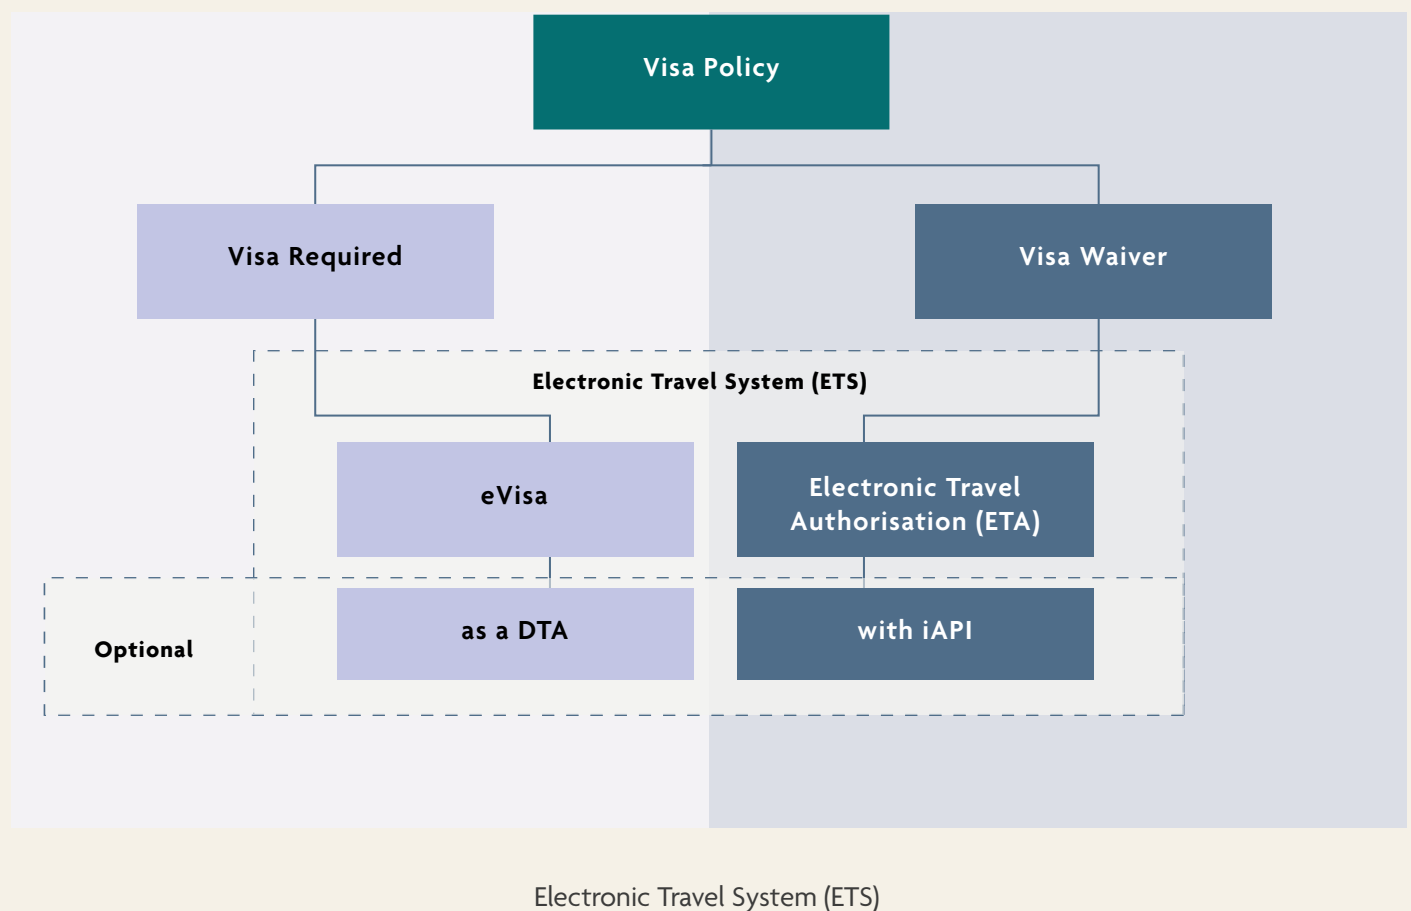 Visa Policy
Visa Required
Visa Waiver
Electronic Travel System (ETS)
eVisa
Electronic Travel
Authorisation (ETA)
Optional
as a DTA
with iAPI
Electronic Travel System (ETS)